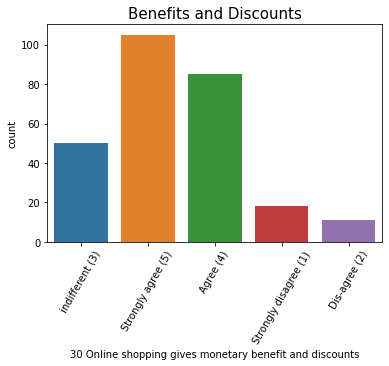 Benefits and Discounts
count
100
80
60
40
20
0
indifferent (3)
Strongly agree (5)
Agree (4)
Strongly disagree (1)
Dis-agree (2)
30 Online shopping gives monetary benefit and discounts